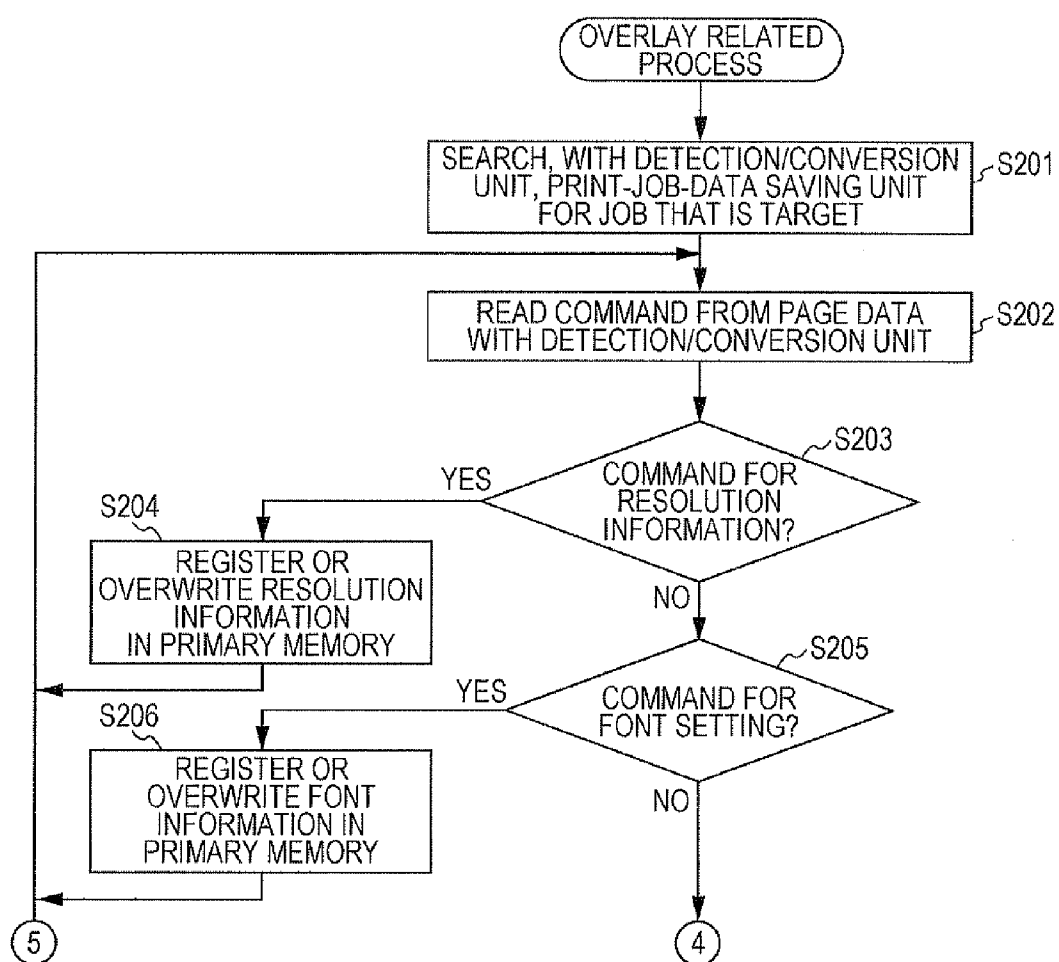 OVERLAY RELATED
PROCESS
SEARCH, WITH DETECTION/CONVERSION
UNIT, PRINT-JOB-DATA SAVING UNIT
FOR JOB THAT IS TARGET
S201
READ COMMAND FROM PAGE DATA
WITH DETECTION/CONVERSION UNIT
S202
S203
COMMAND FOR
RESOLUTION
INFORMATION?
YES
NO
S204
REGISTER OR
OVERWRITE RESOLUTION
INFORMATION
IN PRIMARY MEMORY
S205
COMMAND FOR
FONT SETTING?
YES
NO
S206
REGISTER OR
OVERWRITE FONT
INFORMATION IN
PRIMARY MEMORY
5
4